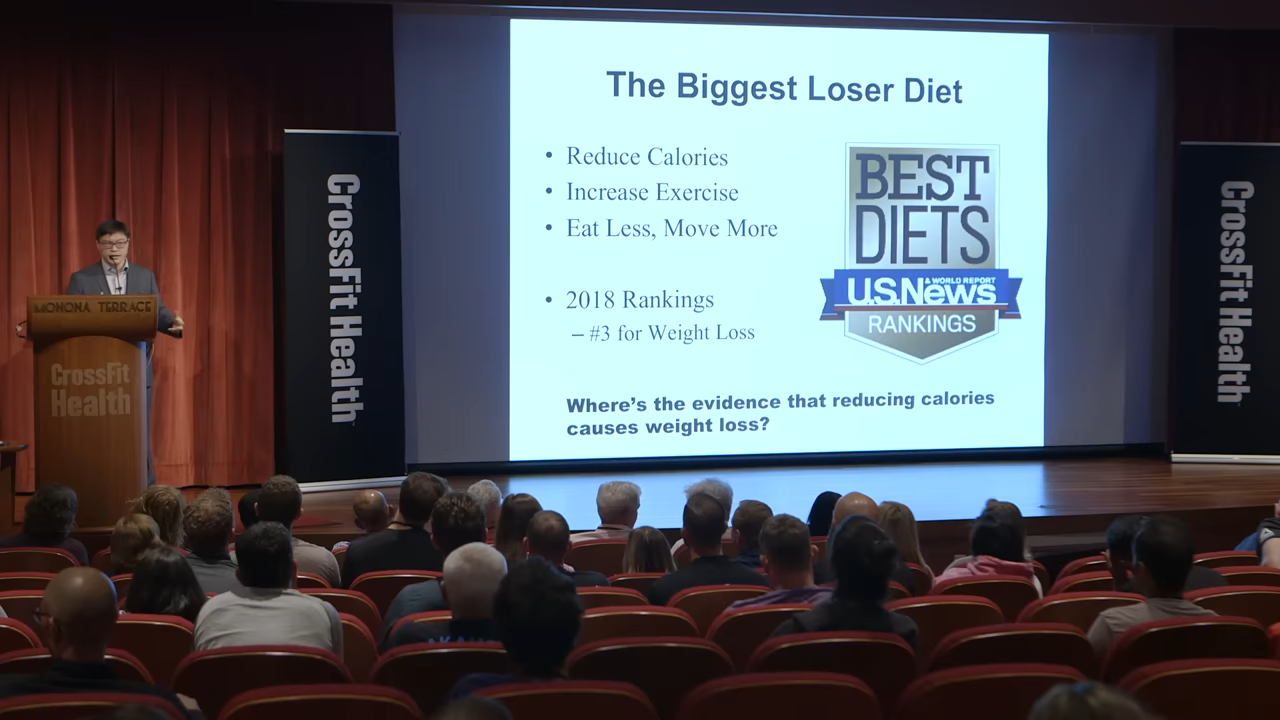 The Biggest Loser Diet
• Reduce Calories
• Increase Exercise
• Eat Less, Move More
• 2018 Rankings
– #3 for Weight Loss
Where's the evidence that reducing calories
causes weight loss?
BEST
DIETS
U.S.News
& WORLD REPORT
RANKINGS
CrossFit Health
CrossFit Health
MONONA TERRACE
CrossFit
Health